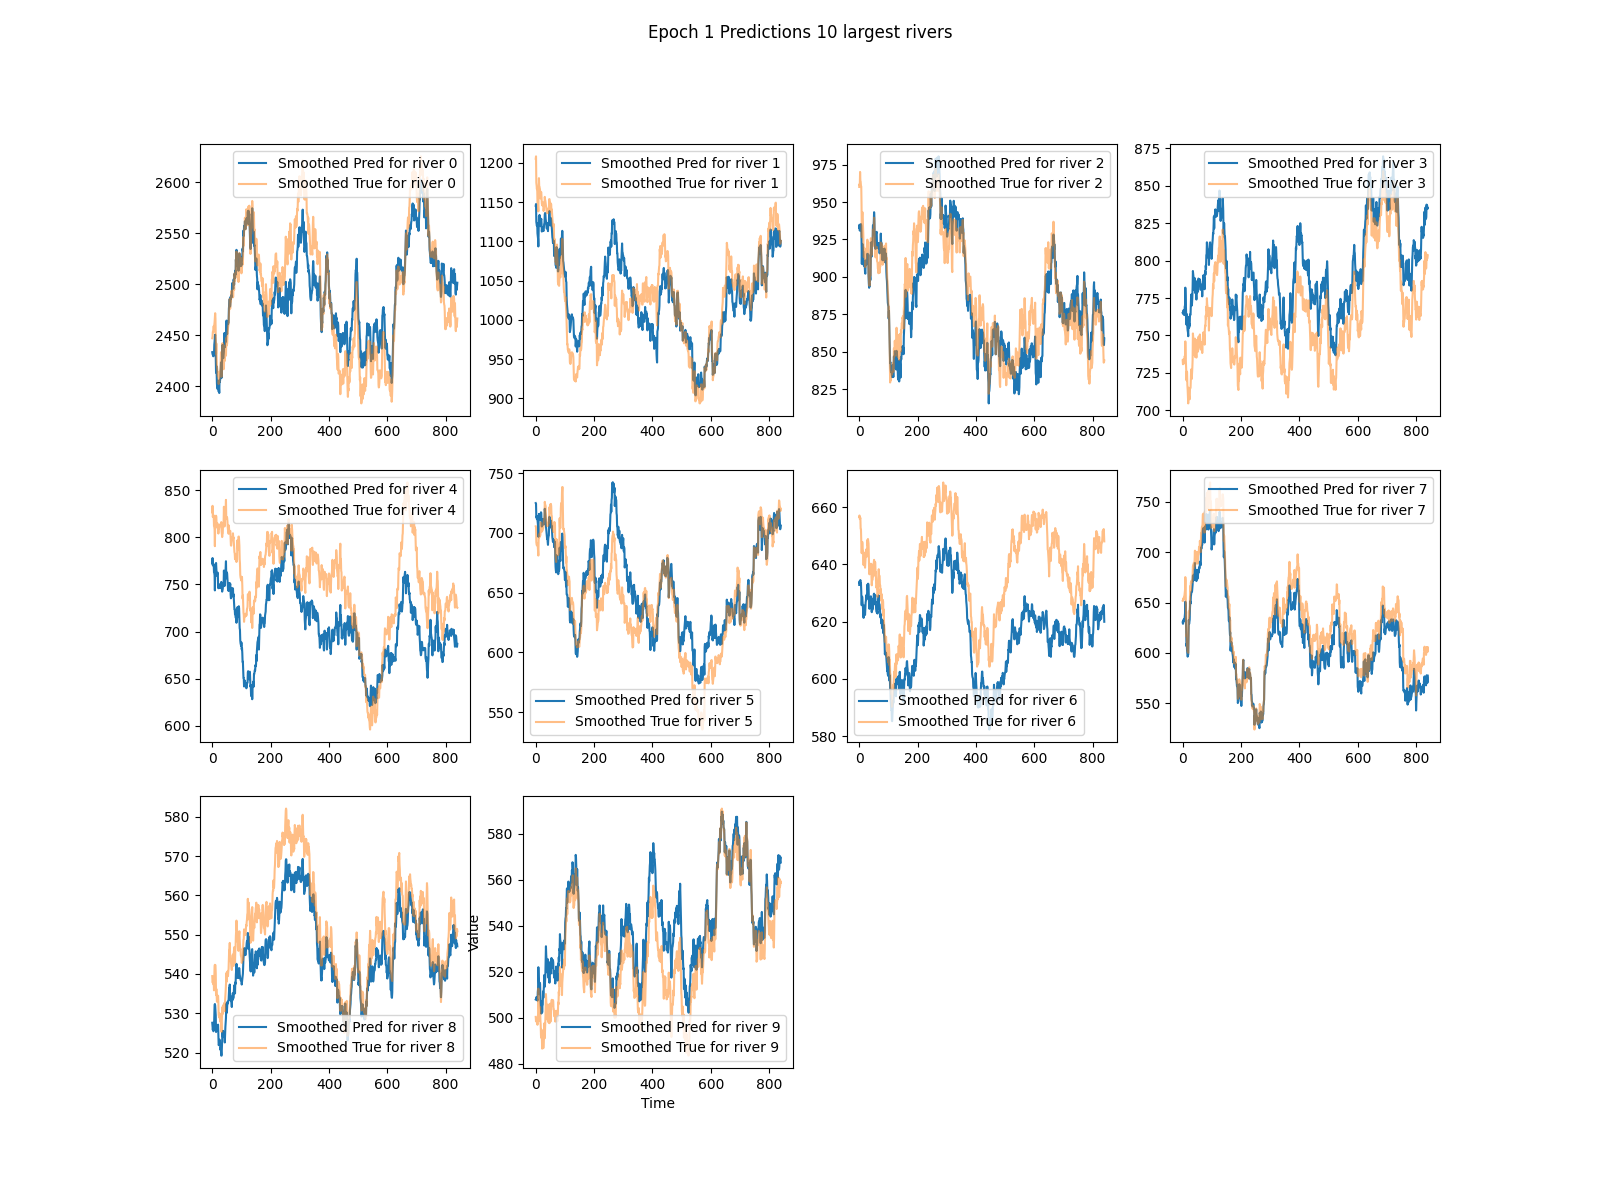 Epoch 1 Predictions 10 largest rivers
Smoothed Pred for river 0
Smoothed True for river 0
2600
2550
2500
2450
2400
0 200 400 600 800
Smoothed Pred for river 1
Smoothed True for river 1
1200
1150
1100
1050
1000
950
900
0 200 400 600 800
Smoothed Pred for river 2
Smoothed True for river 2
975
950
925
900
875
850
825
0 200 400 600 800
Smoothed Pred for river 3
Smoothed True for river 3
875
850
825
800
775
750
725
700
0 200 400 600 800
Smoothed Pred for river 4
Smoothed True for river 4
850
800
750
700
650
600
0 200 400 600 800
750
700
650
600
550
Smoothed Pred for river 5
Smoothed True for river 5
0 200 400 600 800
660
640
620
600
580
Smoothed Pred for river 6
Smoothed True for river 6
0 200 400 600 800
Smoothed Pred for river 7
Smoothed True for river 7
750
700
650
600
550
0 200 400 600 800
580
570
560
550
540
530
520
Smoothed Pred for river 8
Smoothed True for river 8
0 200 400 600 800
Value
580
560
540
520
500
480
Smoothed Pred for river 9
Smoothed True for river 9
0 200 400 600 800
Time